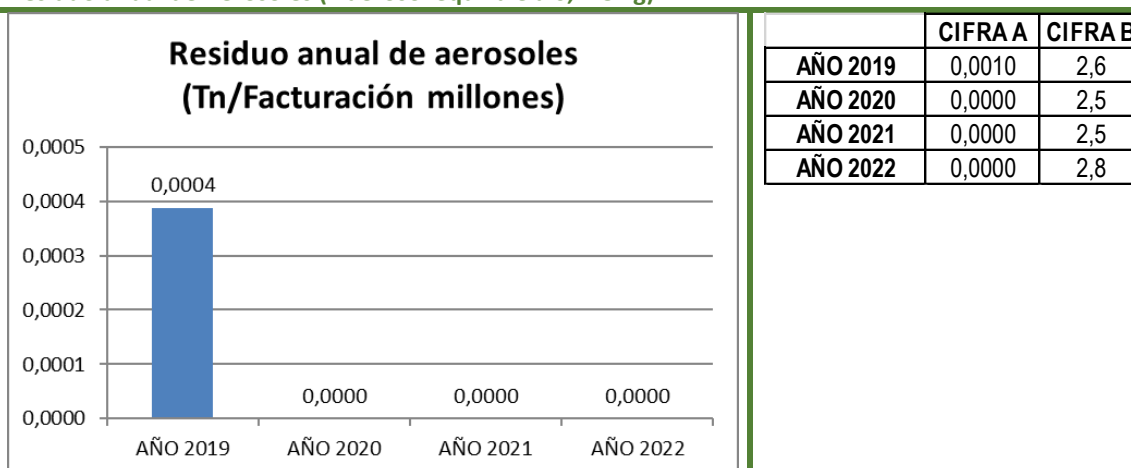 Residuo anual de aerosoles
(Tn/Facturación millones)
0,0005
0,0004
0,0003
0,0002
0,0001
0,0000
0,0004
0,0000
0,0000
0,0000
AÑO 2019
AÑO 2020
AÑO 2021
AÑO 2022
CIFRA A CIFRA B
AÑO 2019 0,0010 2,6
AÑO 2020 0,0000 2,5
AÑO 2021 0,0000 2,5
AÑO 2022 0,0000 2,8